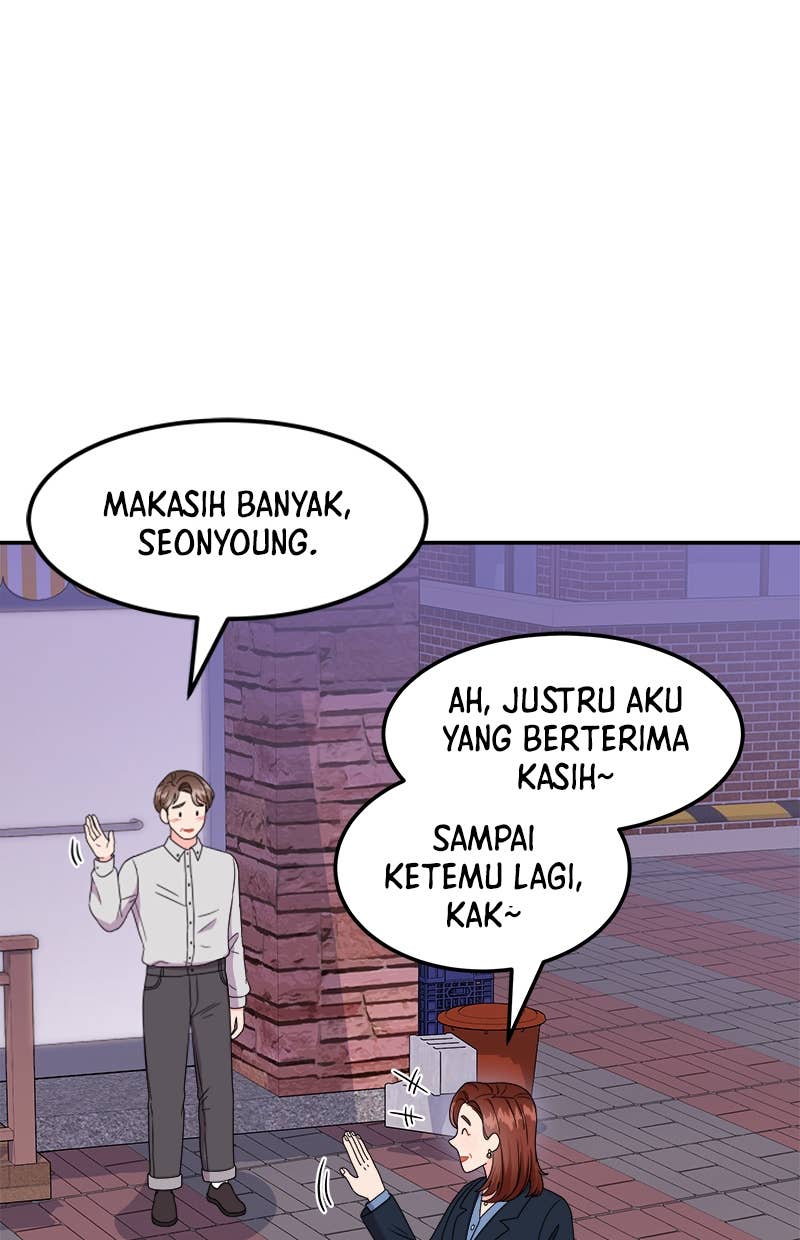 MAKASIH BANYAK,
SEONYOUNG.
AH, JUSTRU AKU
YANG BERTERIMA
KASIH~
SAMPAI
KETEMU LAGI,
KAK~